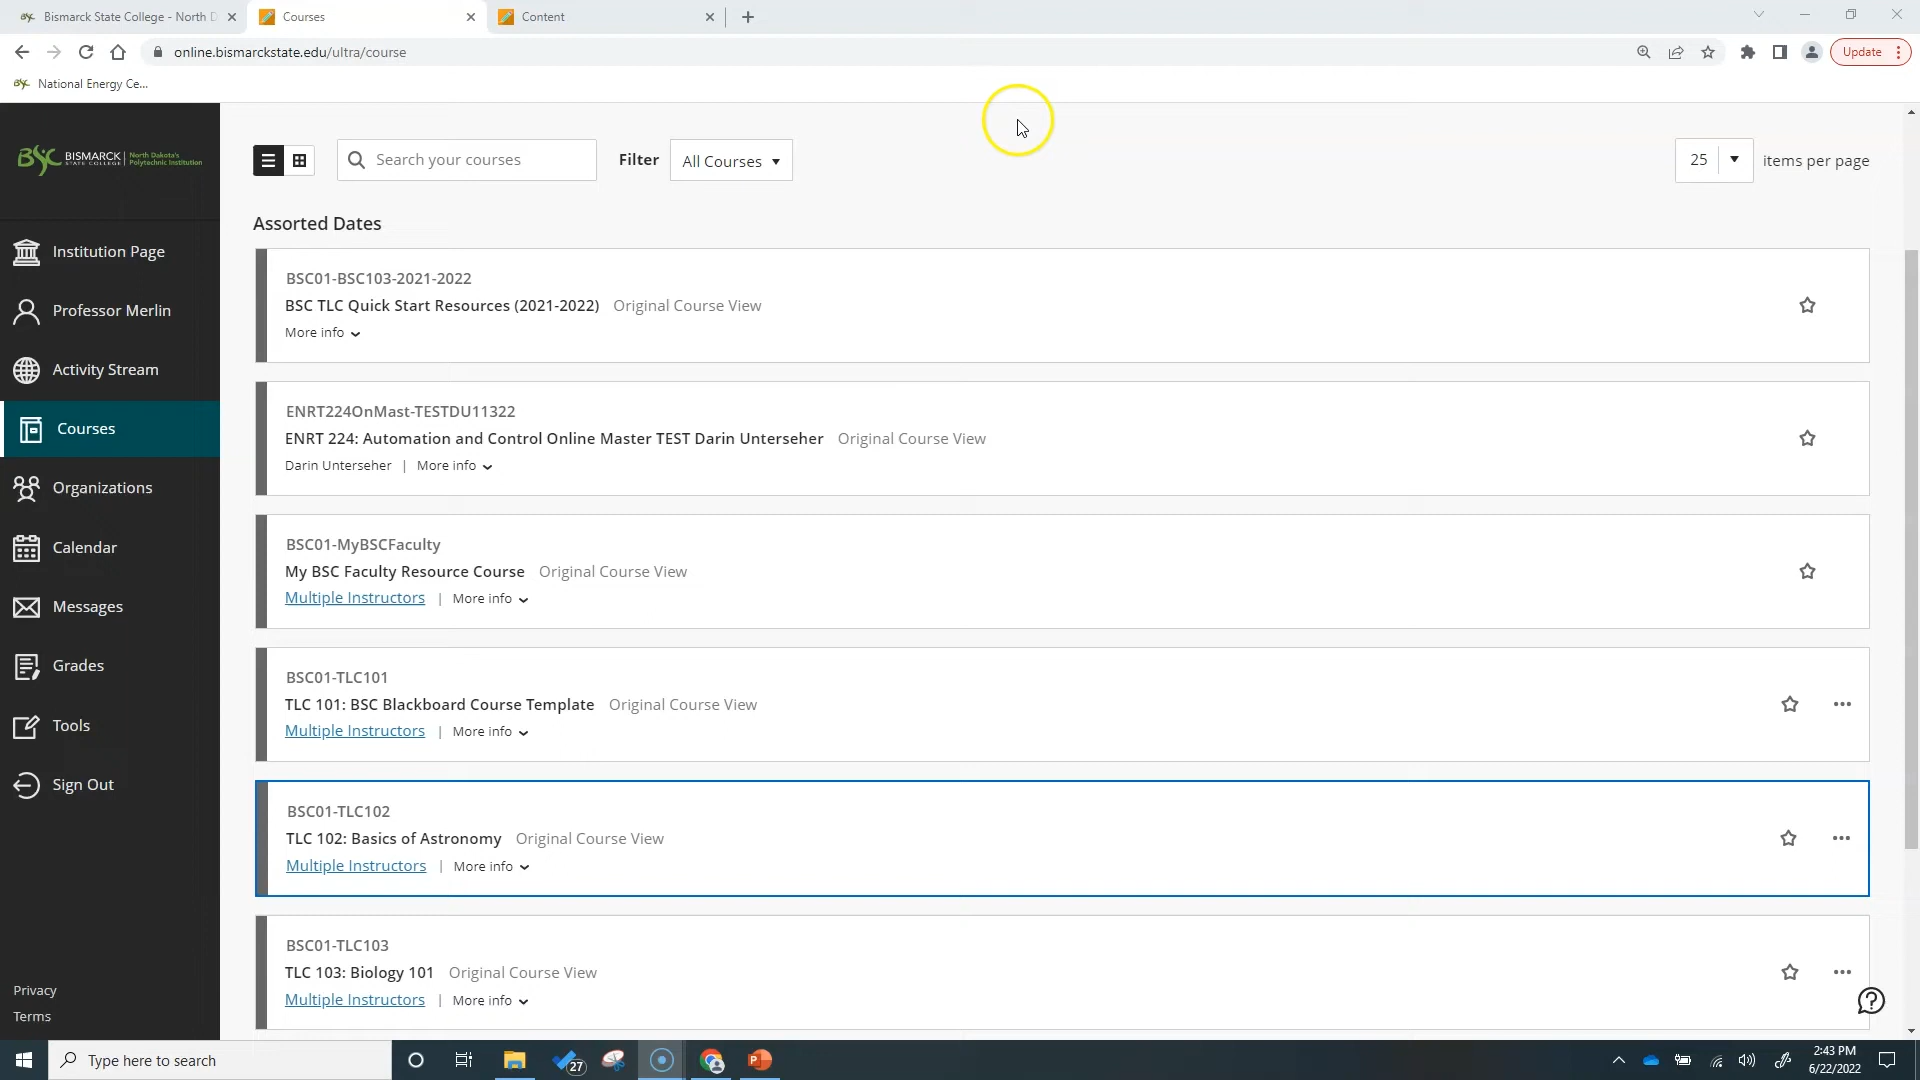 Bismarck State College - North D
Courses
Content
online.bismarckstate.edu/ultra/course
Update
National Energy Ce...
BSC BISMARCK STATE COLLEGE North Dakota's Polytechnic Institution
Search your courses
Filter
All Courses
25
items per page
Institution Page
Professor Merlin
Activity Stream
Courses
Organizations
Calendar
Messages
Grades
Tools
Sign Out
Privacy
Terms
Assorted Dates
BSC01-BSC103-2021-2022
BSC TLC Quick Start Resources (2021-2022) Original Course View
More info
ENRT224OnMast-TESTDU11322
ENRT 224: Automation and Control Online Master TEST Darin Unterseher Original Course View
Darin Unterseher | More info
BSC01-MyBSCFaculty
My BSC Faculty Resource Course Original Course View
Multiple Instructors | More info
BSC01-TLC101
TLC 101: BSC Blackboard Course Template Original Course View
Multiple Instructors | More info
BSC01-TLC102
TLC 102: Basics of Astronomy Original Course View
Multiple Instructors | More info
BSC01-TLC103
TLC 103: Biology 101 Original Course View
Multiple Instructors | More info
Type here to search
27
2:43 PM
6/22/2022